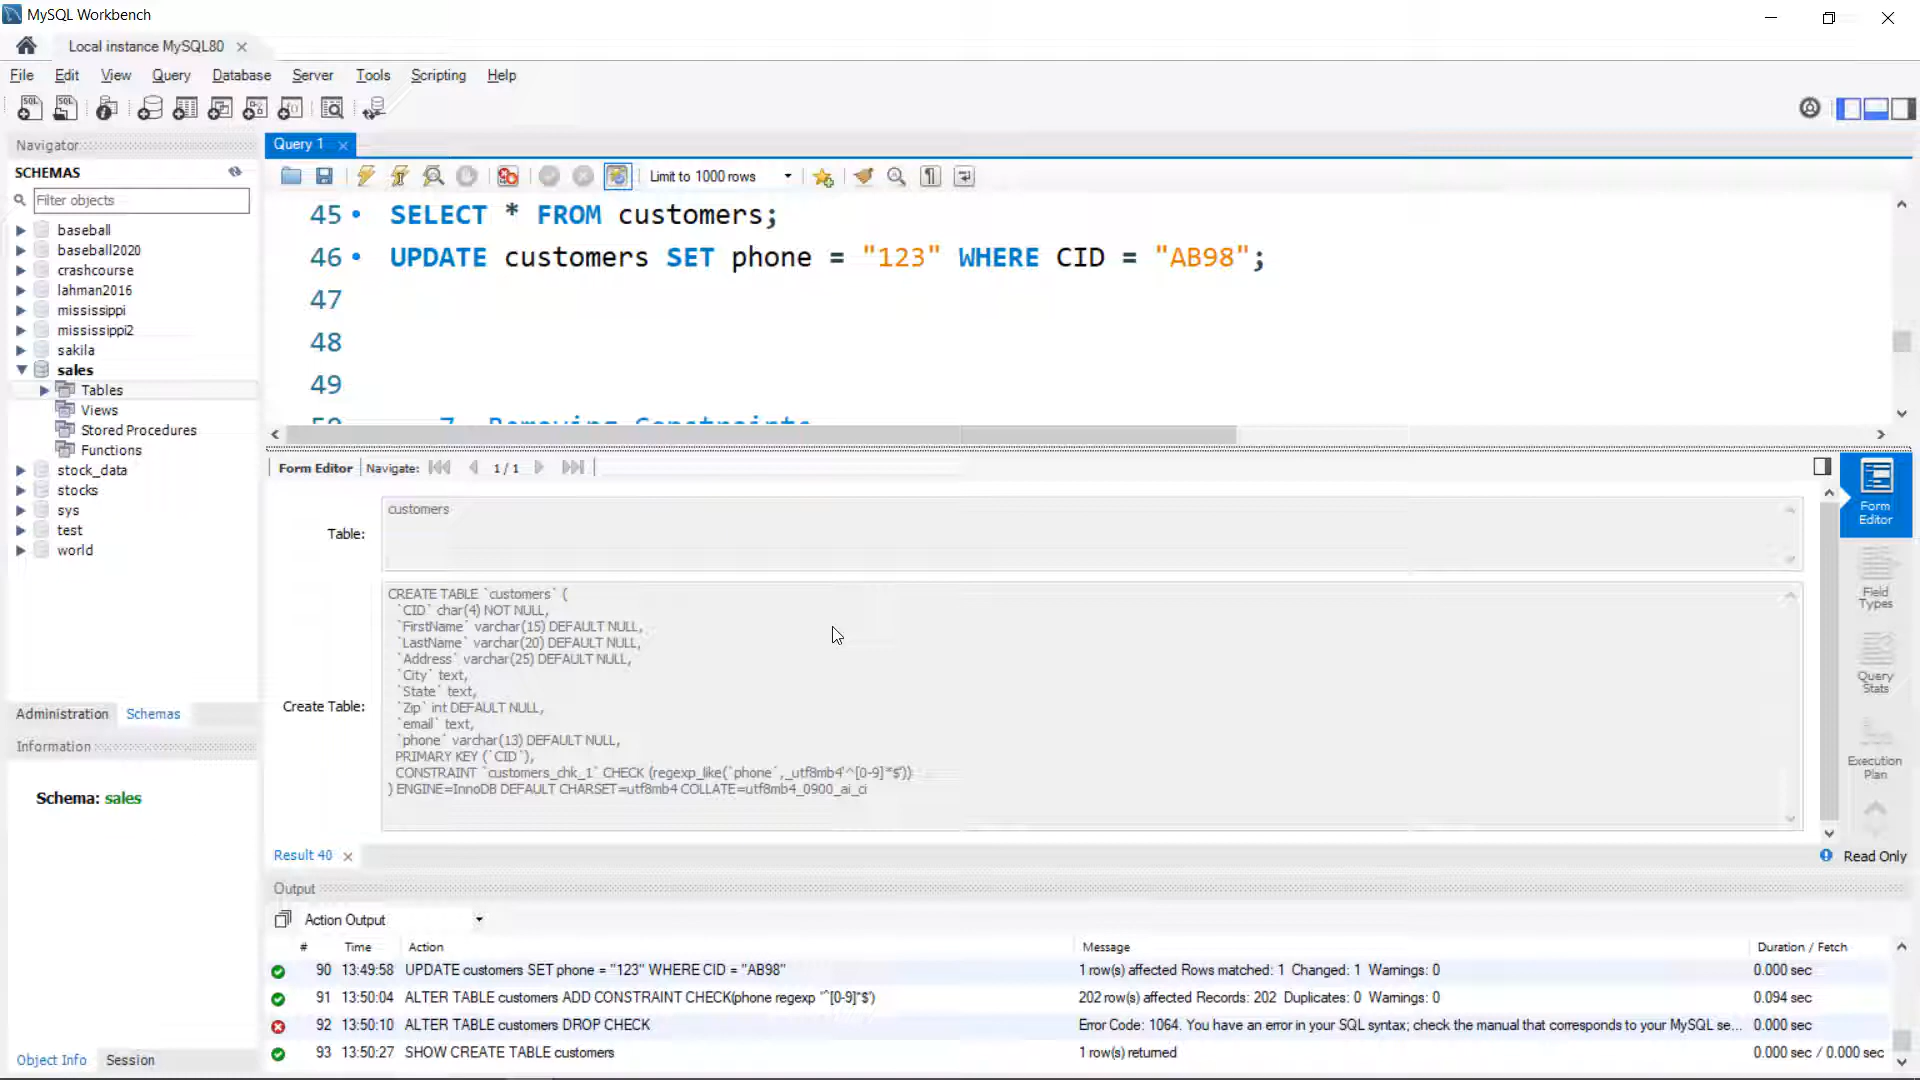 MySQL Workbench
Local instance MySQL80
File Edit View Query Database Server Tools Scripting Help
Navigator
SCHEMAS
Filter objects
baseball
baseball2020
crashcourse
lahman2016
mississippi
mississippi2
sakila
sales
Tables
Views
Stored Procedures
Functions
stock_data
stocks
sys
test
world
Administration Schemas
Information
Schema: sales
Object Info Session
Query 1
Limit to 1000 rows
45 SELECT * FROM customers;
46 UPDATE customers SET phone = "123" WHERE CID = "AB98";
47
48
49
Form Editor Navigate: 1 / 1
Table: customers
Create Table:
CREATE TABLE `customers` (
`CID` char(4) NOT NULL,
`FirstName` varchar(15) DEFAULT NULL,
`LastName` varchar(20) DEFAULT NULL,
`Address` varchar(25) DEFAULT NULL,
`City` text,
`State` text,
`Zip` int DEFAULT NULL,
`email` text,
`phone` varchar(13) DEFAULT NULL,
PRIMARY KEY (`CID`),
CONSTRAINT `customers_chk_1` CHECK (regexp_like(`phone`,_utf8mb4'^[0-9]*$'))
) ENGINE=InnoDB DEFAULT CHARSET=utf8mb4 COLLATE=utf8mb4_0900_ai_ci
Form
Editor
Field
Types
Query
Stats
Execution
Plan
Result 40
Read Only
Output
Action Output
# Time Action Message Duration / Fetch
90 13:49:58 UPDATE customers SET phone = "123" WHERE CID = "AB98" 1 row(s) affected Rows matched: 1 Changed: 1 Warnings: 0 0.000 sec
91 13:50:04 ALTER TABLE customers ADD CONSTRAINT CHECK(phone regexp '^[0-9]*$') 202 row(s) affected Records: 202 Duplicates: 0 Warnings: 0 0.094 sec
92 13:50:10 ALTER TABLE customers DROP CHECK Error Code: 1064. You have an error in your SQL syntax; check the manual that corresponds to your MySQL se... 0.000 sec
93 13:50:27 SHOW CREATE TABLE customers 1 row(s) returned 0.000 sec / 0.000 sec